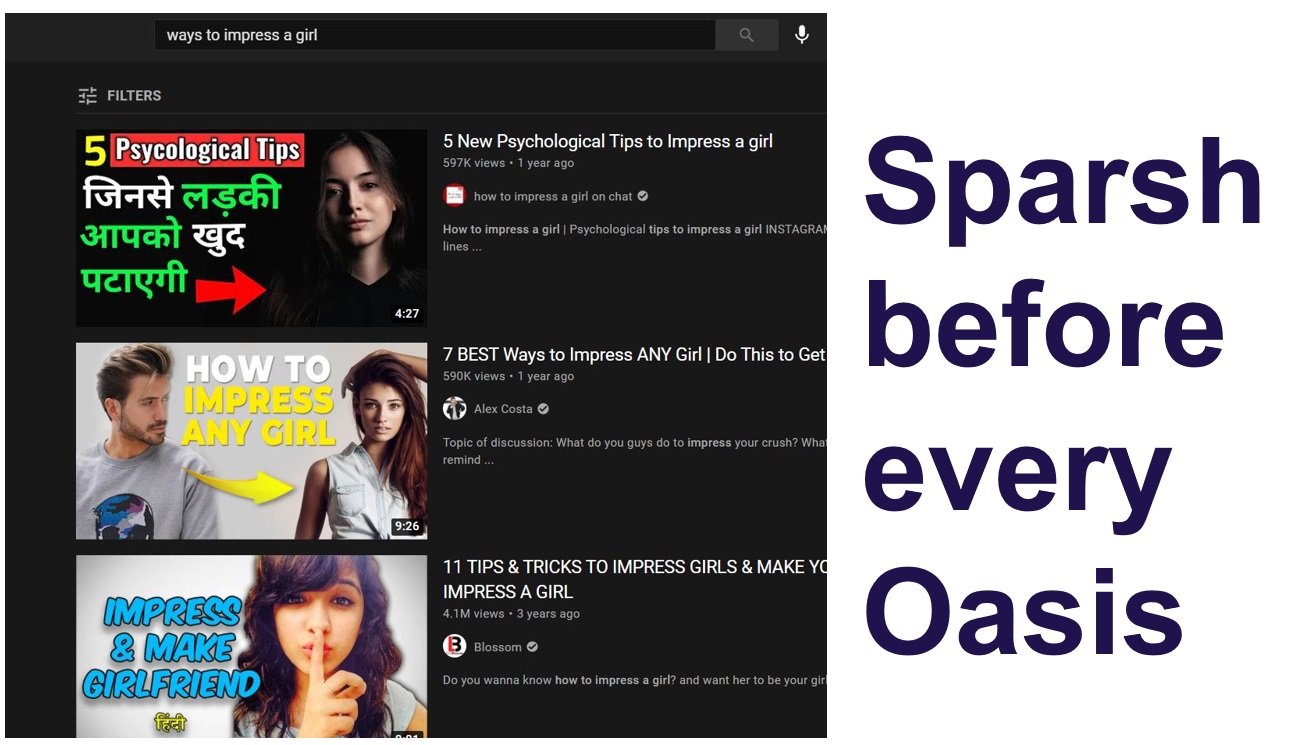 ways to impress a girl
FILTERS
5 Psycological Tips
जिनसे लड़की
आपको खुद
पटाएगी
4:27
5 New Psychological Tips to Impress a girl
597K views • 1 year ago
how to impress a girl on chat
How to impress a girl | Psychological tips to impress a girl INSTAGRAM
lines ...
HOW TO
IMPRESS
ANY GIRL
9:26
7 BEST Ways to Impress ANY Girl | Do This to Get
590K views • 1 year ago
Alex Costa
Topic of discussion: What do you guys do to impress your crush? What
remind ...
IMPRESS
& MAKE
GIRLFRIEND
हिंदी
11 TIPS & TRICKS TO IMPRESS GIRLS & MAKE YO
IMPRESS A GIRL
4.1M views • 3 years ago
B
Blossom
Do you wanna know how to impress a girl? and want her to be your girl
Sparsh
before
every
Oasis